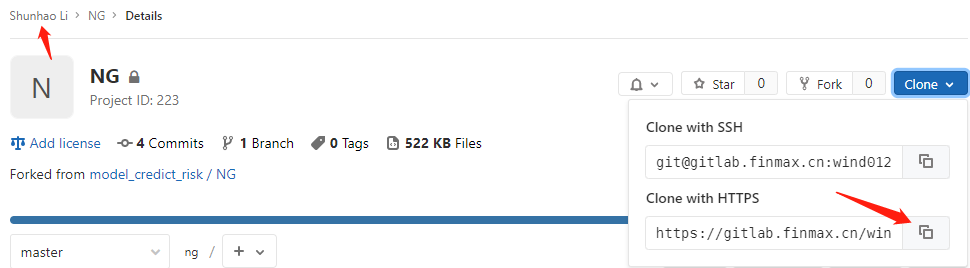 Shunhao Li > NG > Details
N
NG
Project ID: 223
Star 0
Fork 0
Clone
Add license
4 Commits
1 Branch
0 Tags
522 KB Files
Forked from model_credict_risk / NG
Clone with SSH
git@gitlab.finmax.cn:wind012
Clone with HTTPS
https://gitlab.finmax.cn/win
master
ng / +